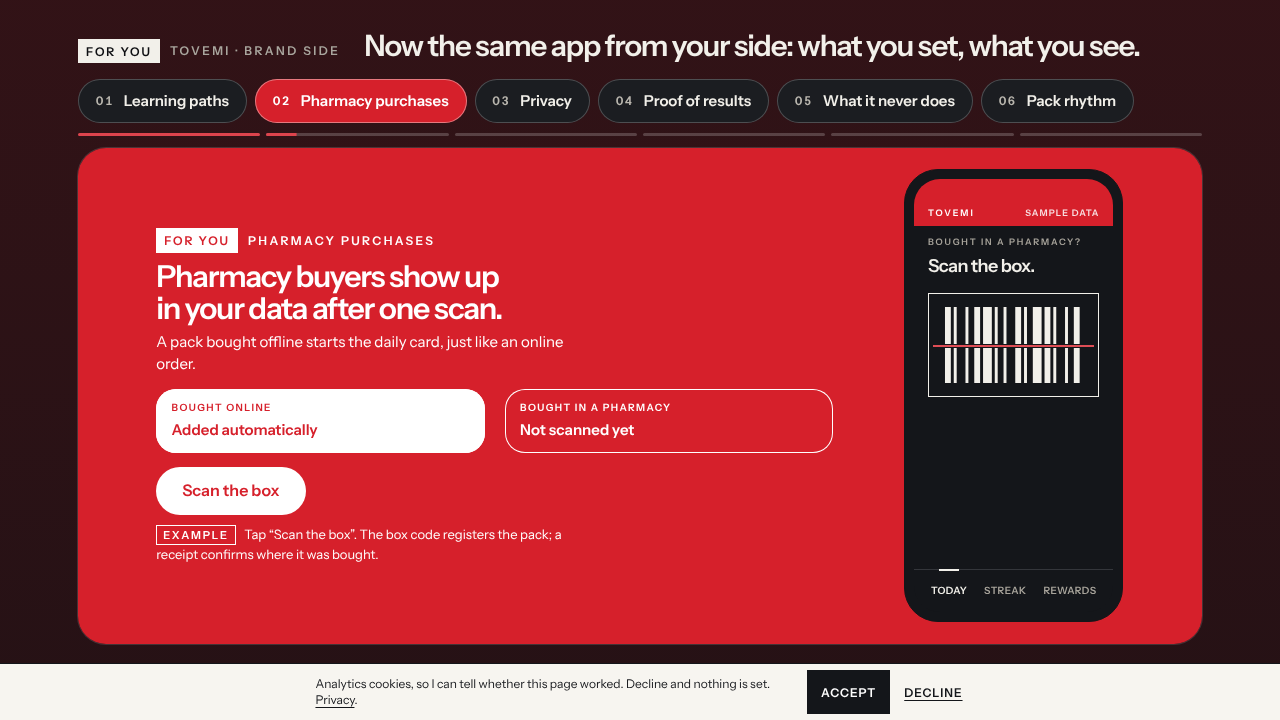 FOR YOU TOVEMI · BRAND SIDE Now the same app from your side: what you set, what you see.
01 Learning paths 02 Pharmacy purchases 03 Privacy 04 Proof of results 05 What it never does 06 Pack rhythm
FOR YOU PHARMACY PURCHASES
Pharmacy buyers show up
in your data after one scan.
A pack bought offline starts the daily card, just like an online
order.
BOUGHT ONLINE
Added automatically
BOUGHT IN A PHARMACY
Not scanned yet
Scan the box
EXAMPLE Tap “Scan the box”. The box code registers the pack; a
receipt confirms where it was bought.
TOVEMI SAMPLE DATA
BOUGHT IN A PHARMACY?
Scan the box.
TODAY STREAK REWARDS
Analytics cookies, so I can tell whether this page worked. Decline and nothing is set.
Privacy.
ACCEPT DECLINE